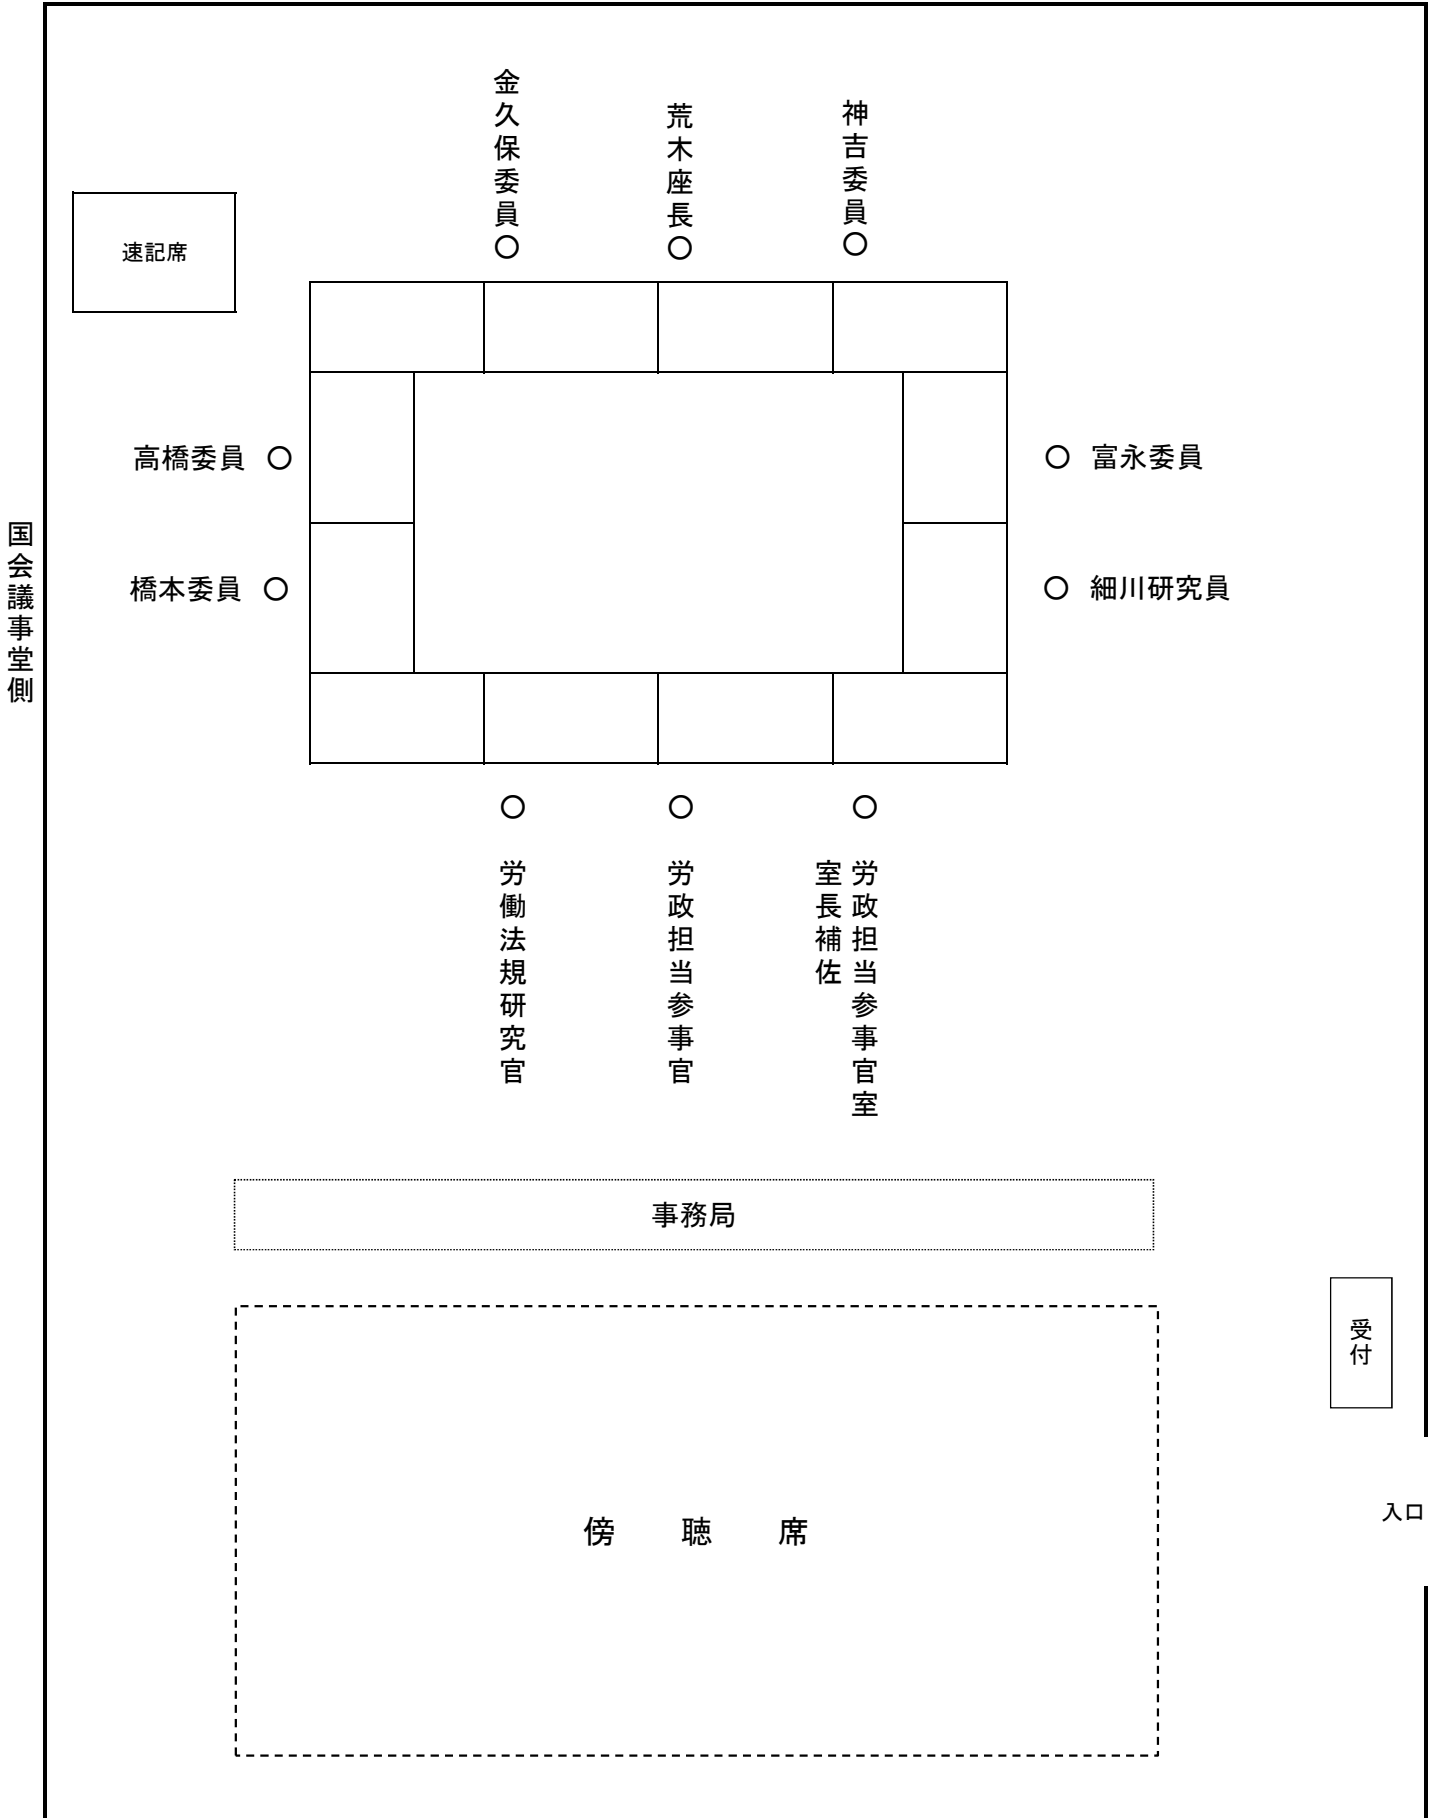 金久保委員○
荒木座長○
神吉委員○
速記席
高橋委員 ○
○ 富永委員
国会議事堂側
橋本委員 ○
○ 細川研究員
○ 労働法規研究官
○ 労政担当参事官
○ 労政担当参事官室
室長補佐
事務局
受付
入口
傍 聴 席